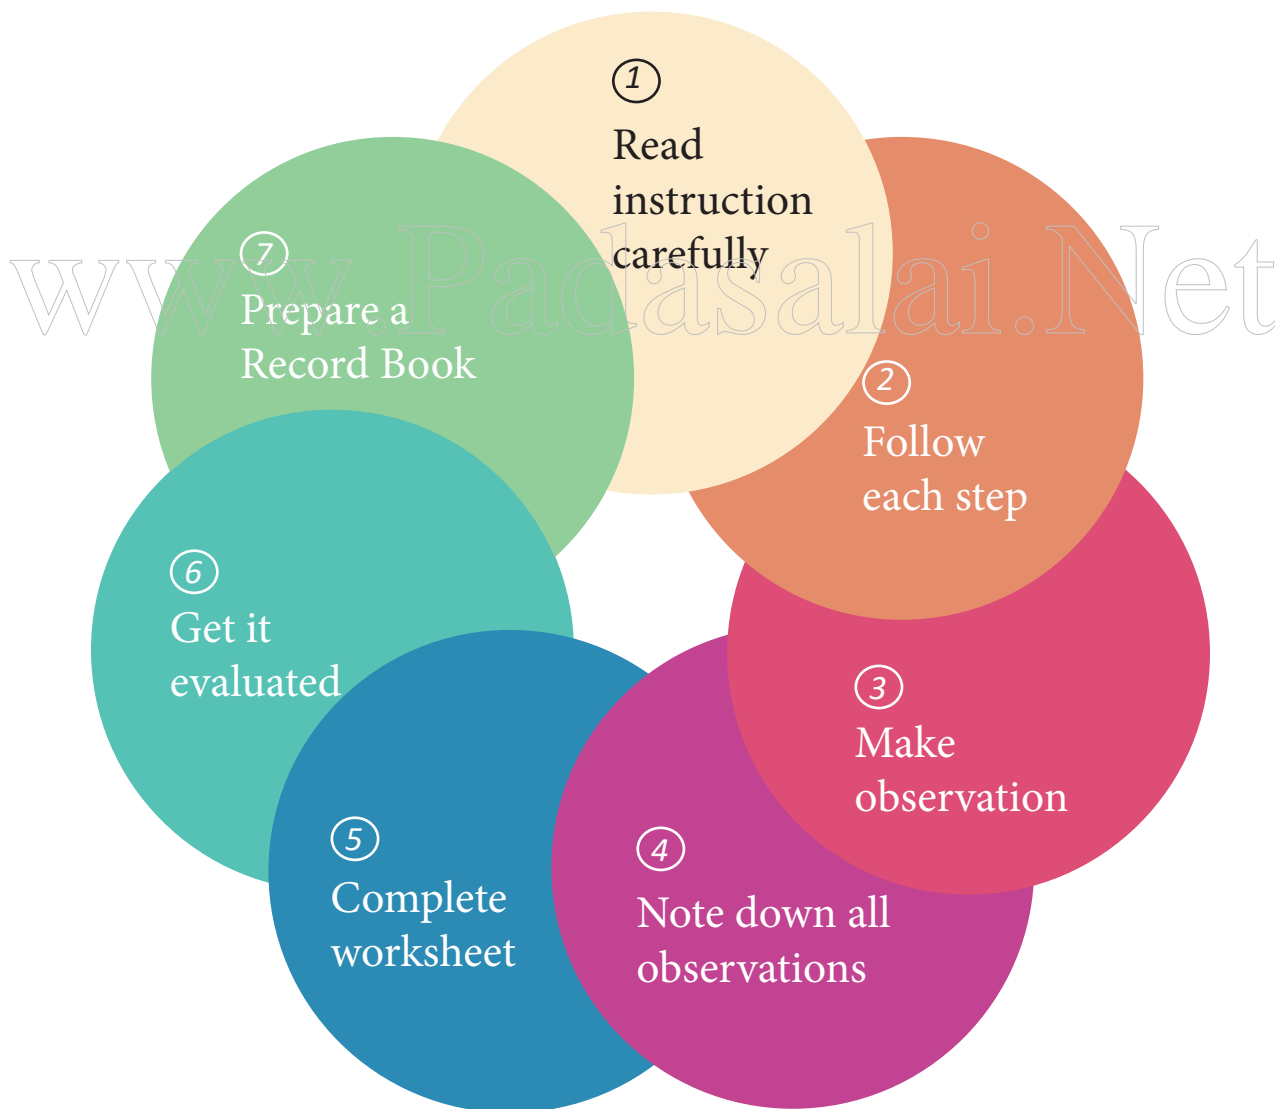 1
Read
instruction
carefully
2
Follow
each step
3
Make
observation
4
Note down all
observations
5
Complete
worksheet
6
Get it
evaluated
7
Prepare a
Record Book
www.Padasalai.Net